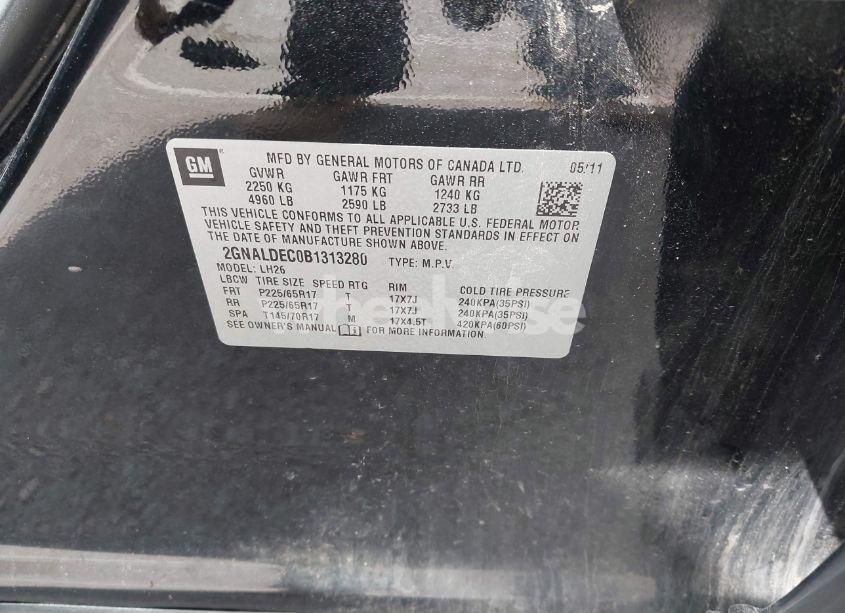 GM
MFD BY GENERAL MOTORS OF CANADA LTD. 05/11
GVWR GAWR FRT GAWR RR
2250 KG 1175 KG 1240 KG
4960 LB 2590 LB 2733 LB
THIS VEHICLE CONFORMS TO ALL APPLICABLE U.S. FEDERAL MOTOR
VEHICLE SAFETY AND THEFT PREVENTION STANDARDS IN EFFECT ON
THE DATE OF MANUFACTURE SHOWN ABOVE.
2GNALDEC0B1313280 TYPE: M.P.V.
MODEL: LH26
LBCW TIRE SIZE SPEED RTG RIM COLD TIRE PRESSURE
FRT P225/65R17 T 17X7J 240KPA(35PSI)
RR P225/65R17 T 17X7J 240KPA(35PSI)
SPA T145/70R17 M 17X4.5T 420KPA(60PSI)
SEE OWNER'S MANUAL FOR MORE INFORMATION.